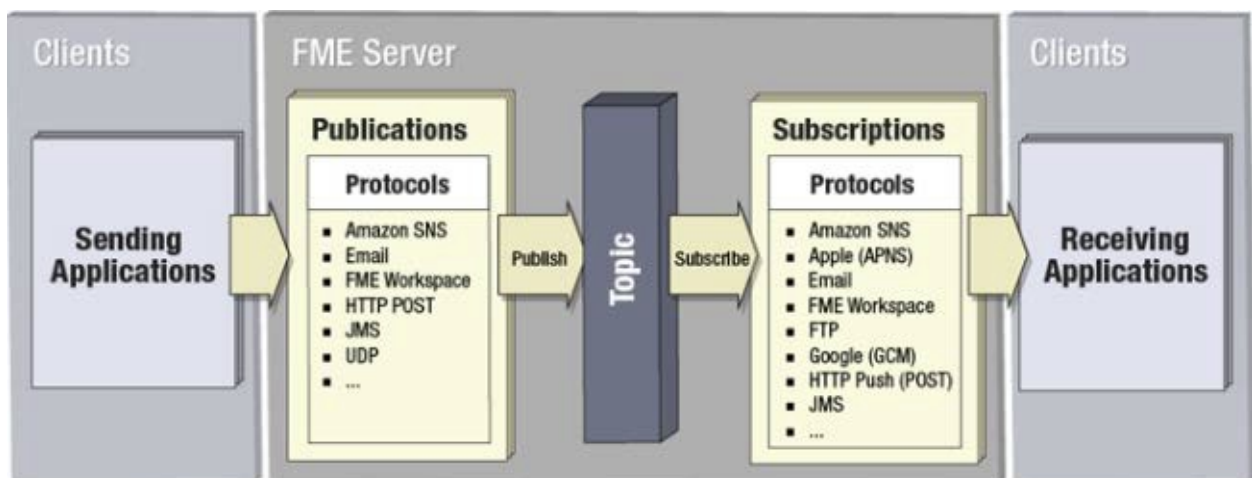 Clients
FME Server
Clients
Sending
Applications
Publications
Protocols
▪ Amazon SNS
▪ Email
▪ FME Workspace
▪ HTTP POST
▪ JMS
▪ UDP
▪ ...
Publish
Topic
Subscribe
Subscriptions
Protocols
▪ Amazon SNS
▪ Apple (APNS)
▪ Email
▪ FME Workspace
▪ FTP
▪ Google (GCM)
▪ HTTP Push (POST)
▪ JMS
▪ ...
Receiving
Applications